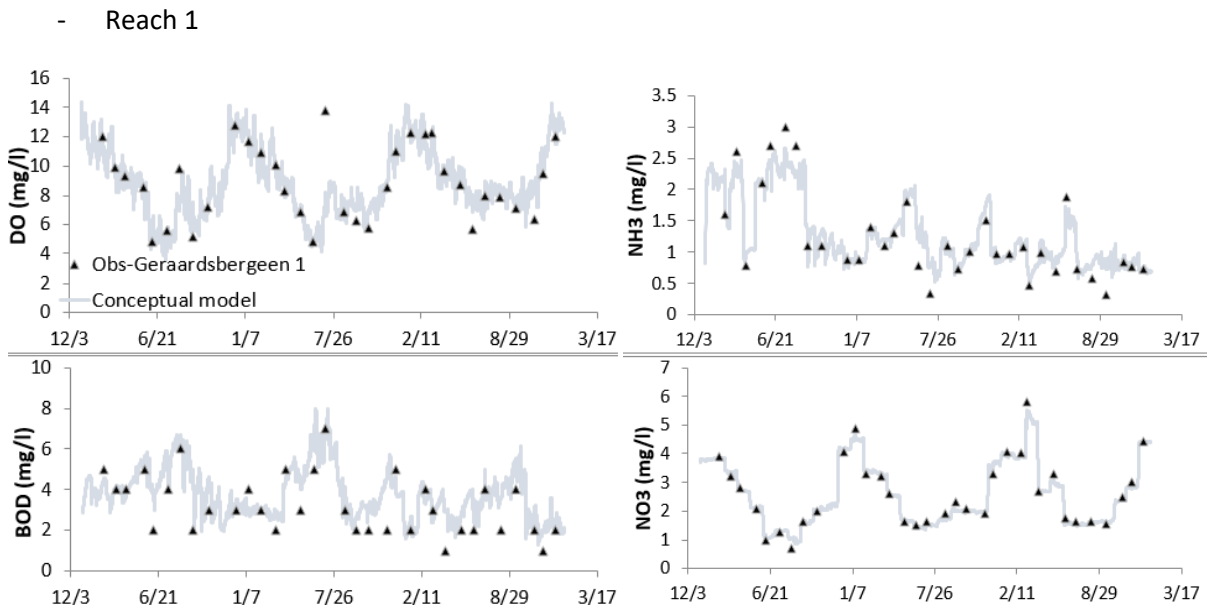 - Reach 1
16
14
12
10
8
6
4
2
0
DO (mg/l)
Obs-Geraardsbergeen 1
Conceptual model
12/3 6/21 1/7 7/26 2/11 8/29 3/17
3.5
3
2.5
2
1.5
1
0.5
0
NH3 (mg/l)
12/3 6/21 1/7 7/26 2/11 8/29 3/17
10
8
6
4
2
0
BOD (mg/l)
12/3 6/21 1/7 7/26 2/11 8/29 3/17
7
6
5
4
3
2
1
0
NO3 (mg/l)
12/3 6/21 1/7 7/26 2/11 8/29 3/17